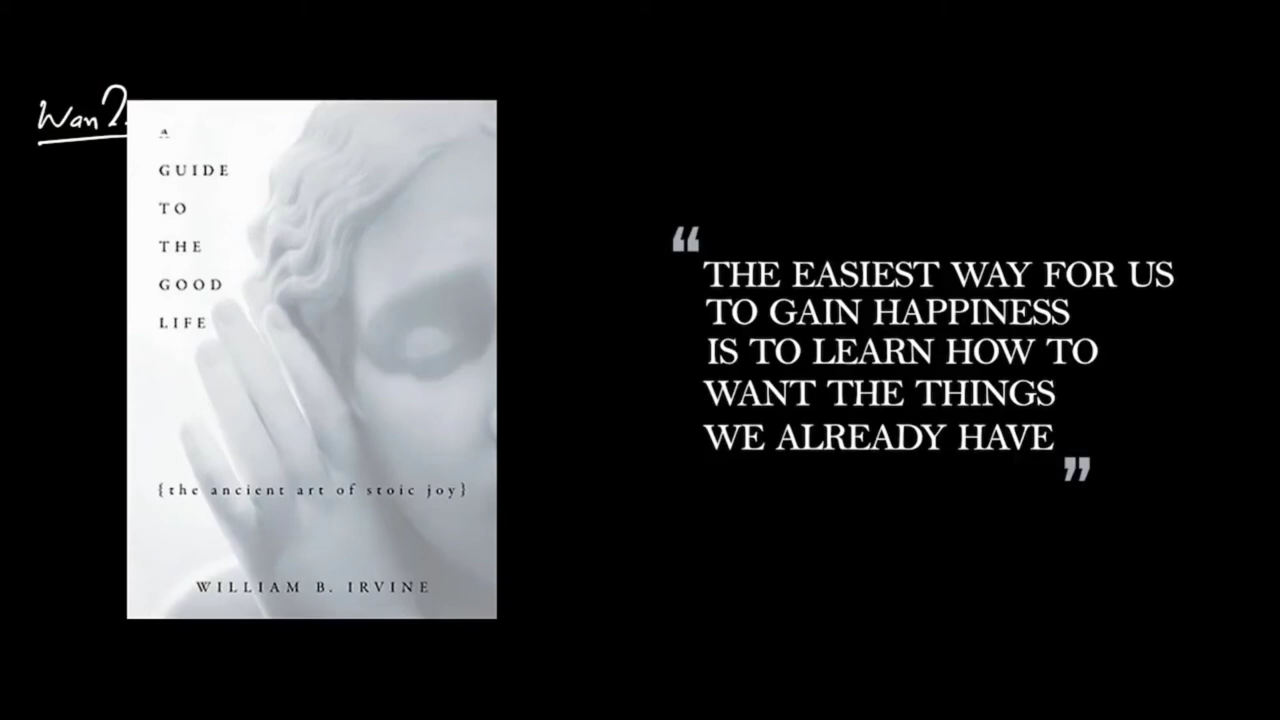 A
GUIDE
TO
THE
GOOD
LIFE
{the ancient art of stoic joy}
WILLIAM B. IRVINE
“THE EASIEST WAY FOR US
TO GAIN HAPPINESS
IS TO LEARN HOW TO
WANT THE THINGS
WE ALREADY HAVE”